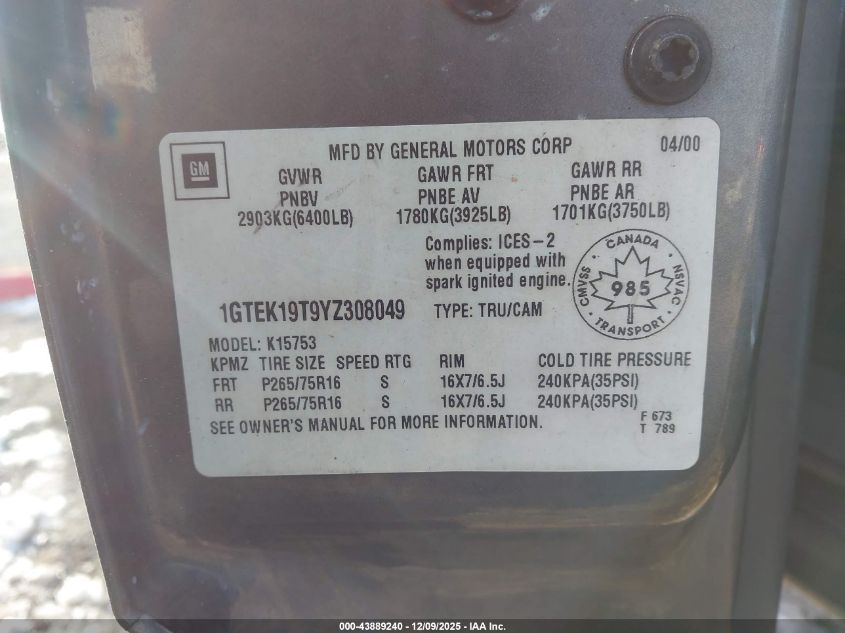 GM
MFD BY GENERAL MOTORS CORP 04/00
GVWR GAWR FRT GAWR RR
PNBV PNBE AV PNBE AR
2903KG(6400LB) 1780KG(3925LB) 1701KG(3750LB)
Complies: ICES-2
when equipped with
spark ignited engine.
CANADA
CMVSS 985 NSVAC
TRANSPORT
1GTEK19T9YZ308049 TYPE: TRU/CAM
MODEL: K15753
KPMZ TIRE SIZE SPEED RTG RIM COLD TIRE PRESSURE
FRT P265/75R16 S 16X7/6.5J 240KPA(35PSI)
RR P265/75R16 S 16X7/6.5J 240KPA(35PSI)
SEE OWNER'S MANUAL FOR MORE INFORMATION.
F 673
T 789
000-43889240 - 12/09/2025 - IAA Inc.